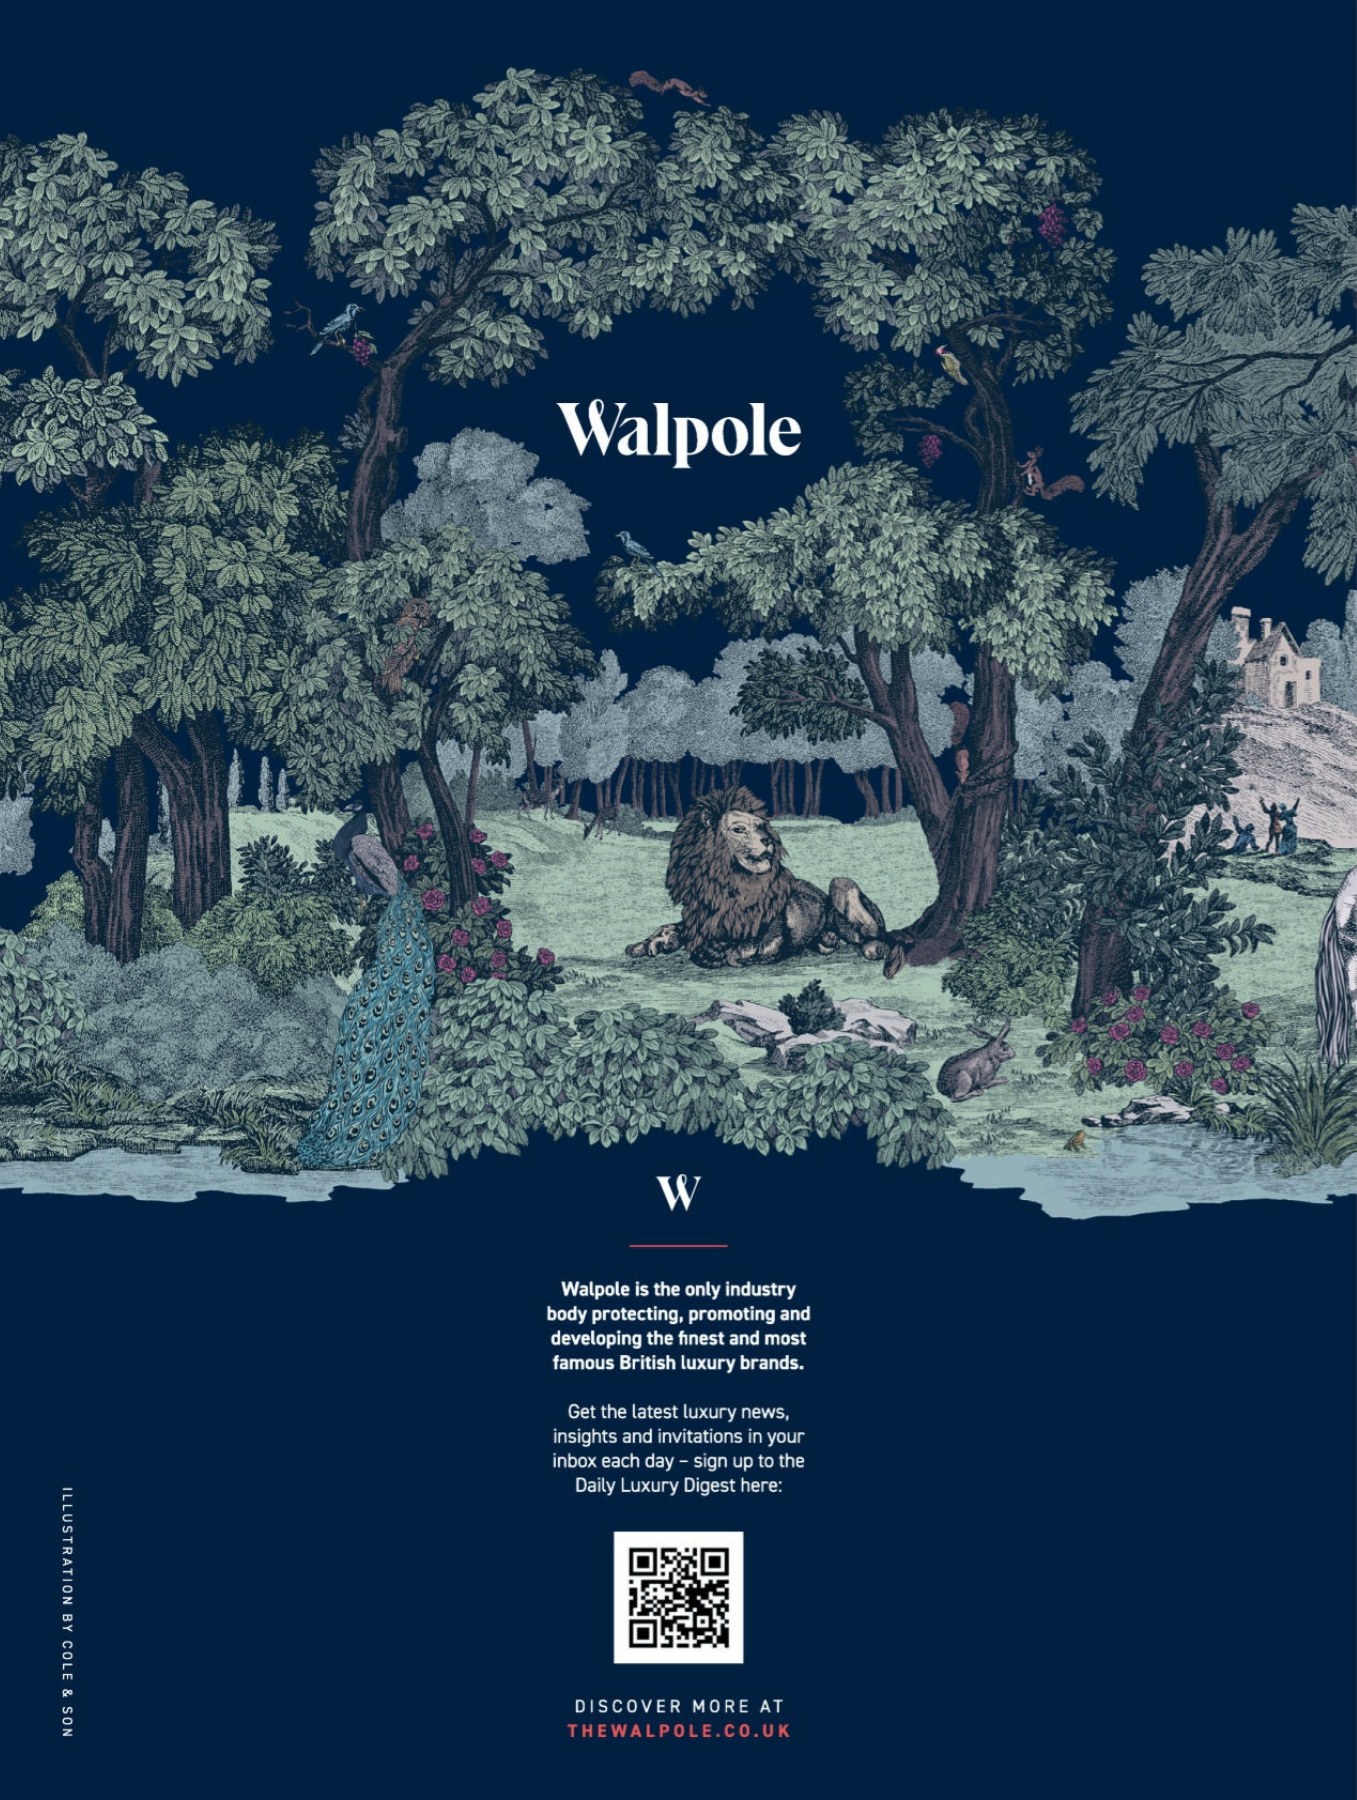 Walpole
W
Walpole is the only industry
body protecting, promoting and
developing the finest and most
famous British luxury brands.
Get the latest luxury news,
insights and invitations in your
inbox each day – sign up to the
Daily Luxury Digest here:
DISCOVER MORE AT
THEWALPOLE.CO.UK
ILLUSTRATION BY COLE & SON